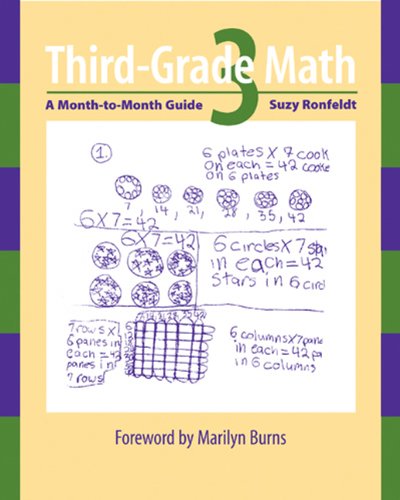 Third-Grade Math
3
A Month-to-Month Guide
Suzy Ronfeldt
1.
6 plates X 7 cook
on each = 42 cooke
on 6 plates
7, 14, 21, 28, 35, 42
6X7=42
6X7=42
6 circles X 7 star
in each = 42
stars in 6 circl
7 rows X
6 panes in
each = 42
panes in
7 rows
6 columns X 7 pane
in each = 42 pa
in 6 columns
Foreword by Marilyn Burns